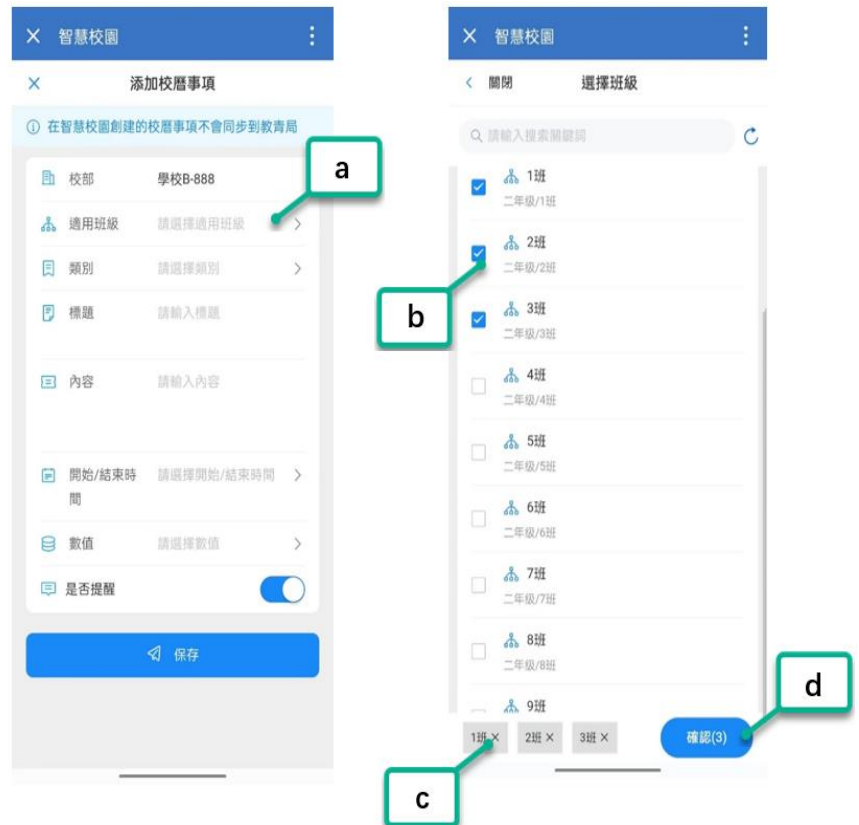 智慧校園
添加校曆事項
在智慧校園創建的校曆事項不會同步到教青局
校部 學校B-888
適用班級 請選擇適用班級
類別 請選擇類別
標題 請輸入標題
內容 請輸入內容
開始/結束時間 請選擇開始/結束時間
數值 請選擇數值
是否提醒
保存
a
智慧校園
關閉 選擇班級
請輸入搜索關鍵詞
1班
二年级/1班
2班
二年级/2班
3班
二年级/3班
4班
二年级/4班
5班
二年级/5班
6班
二年级/6班
7班
二年级/7班
8班
二年级/8班
9班
1班 × 2班 × 3班 × 確認(3)
b
c
d